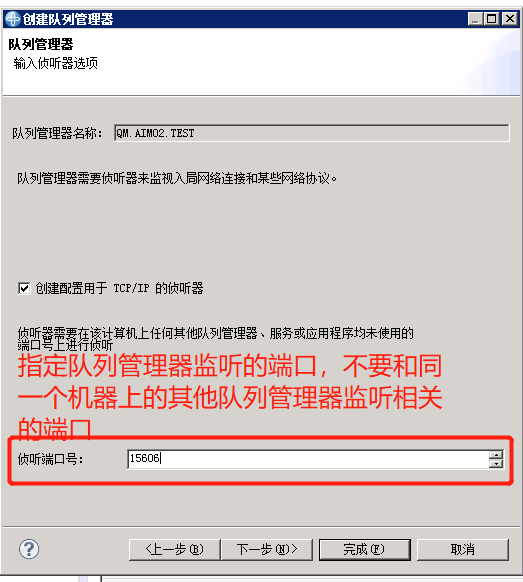 创建队列管理器
队列管理器
输入侦听器选项
队列管理器名称： QM.AIMO2.TEST
队列管理器需要侦听器来监视入局网络连接和某些网络协议。
创建配置用于 TCP/IP 的侦听器
侦听器需要在该计算机上任何其他队列管理器、服务或应用程序均未使用的
端口号上进行侦听
指定队列管理器监听的端口，不要和同
一个机器上的其他队列管理器监听相关
的端口
侦听端口号： 15606
<上一步(B) 下一步(N)> 完成(F) 取消